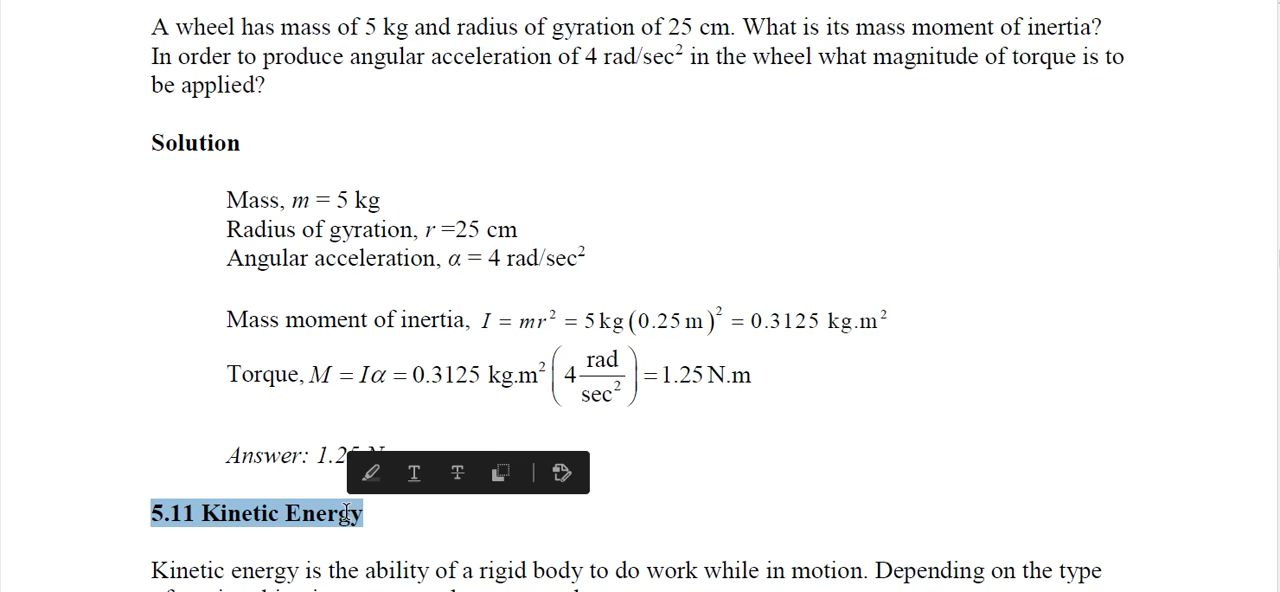 A wheel has mass of 5 kg and radius of gyration of 25 cm. What is its mass moment of inertia?
In order to produce angular acceleration of 4 rad/sec² in the wheel what magnitude of torque is to
be applied?
Solution
Mass, m = 5 kg
Radius of gyration, r =25 cm
Angular acceleration, α = 4 rad/sec²
Mass moment of inertia, I = mr² = 5 kg (0.25 m)² = 0.3125 kg.m²
Torque, M = Iα = 0.3125 kg.m² (4 rad/sec²) = 1.25 N.m
Answer: 1.25
5.11 Kinetic Energy
Kinetic energy is the ability of a rigid body to do work while in motion. Depending on the type